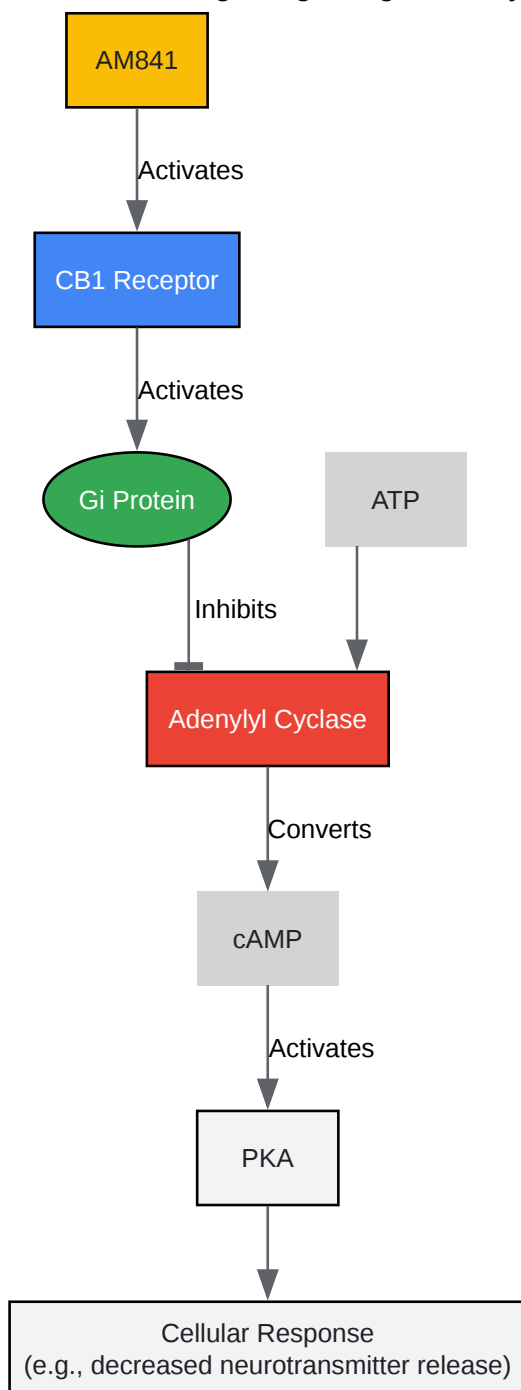 AM841
Activates
CB1 Receptor
Activates
Gi Protein
ATP
Inhibits
Adenylyl Cyclase
Converts
cAMP
Activates
PKA
Cellular Response
(e.g., decreased neurotransmitter release)